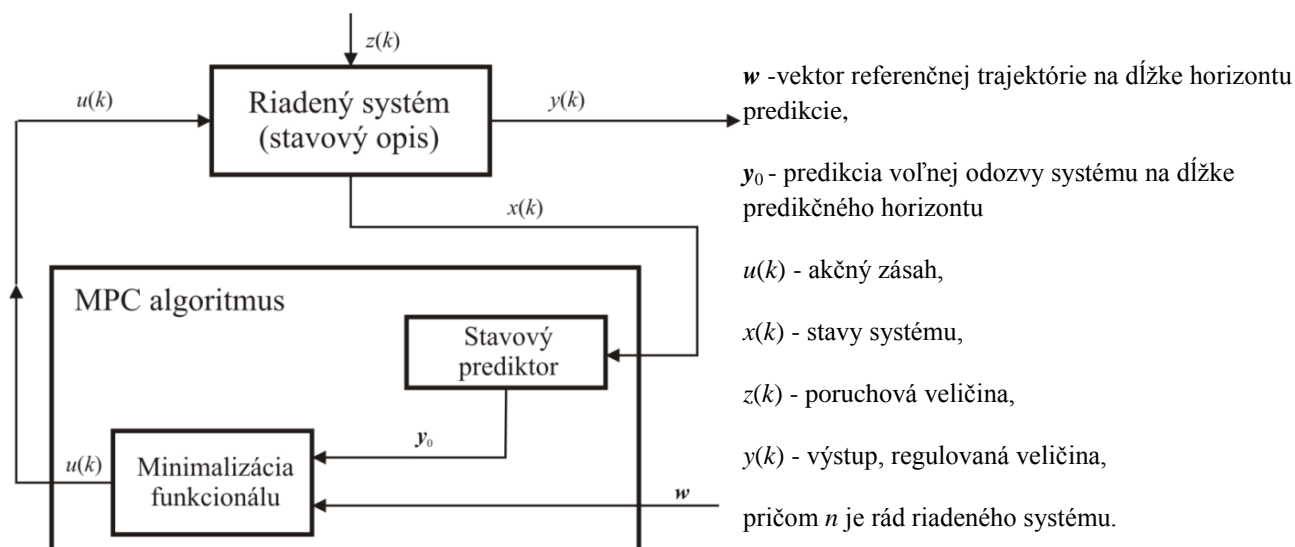 z(k)
u(k)
Riadený systém
(stavový opis)
y(k)
x(k)
MPC algoritmus
Stavový
prediktor
y₀
u(k)
Minimalizácia
funkcionálu
w
w -vektor referenčnej trajektórie na dĺžke horizontu
predikcie,
y₀ - predikcia voľnej odozvy systému na dĺžke
predikčného horizontu
u(k) - akčný zásah,
x(k) - stavy systému,
z(k) - poruchová veličina,
y(k) - výstup, regulovaná veličina,
pričom n je rád riadeného systému.